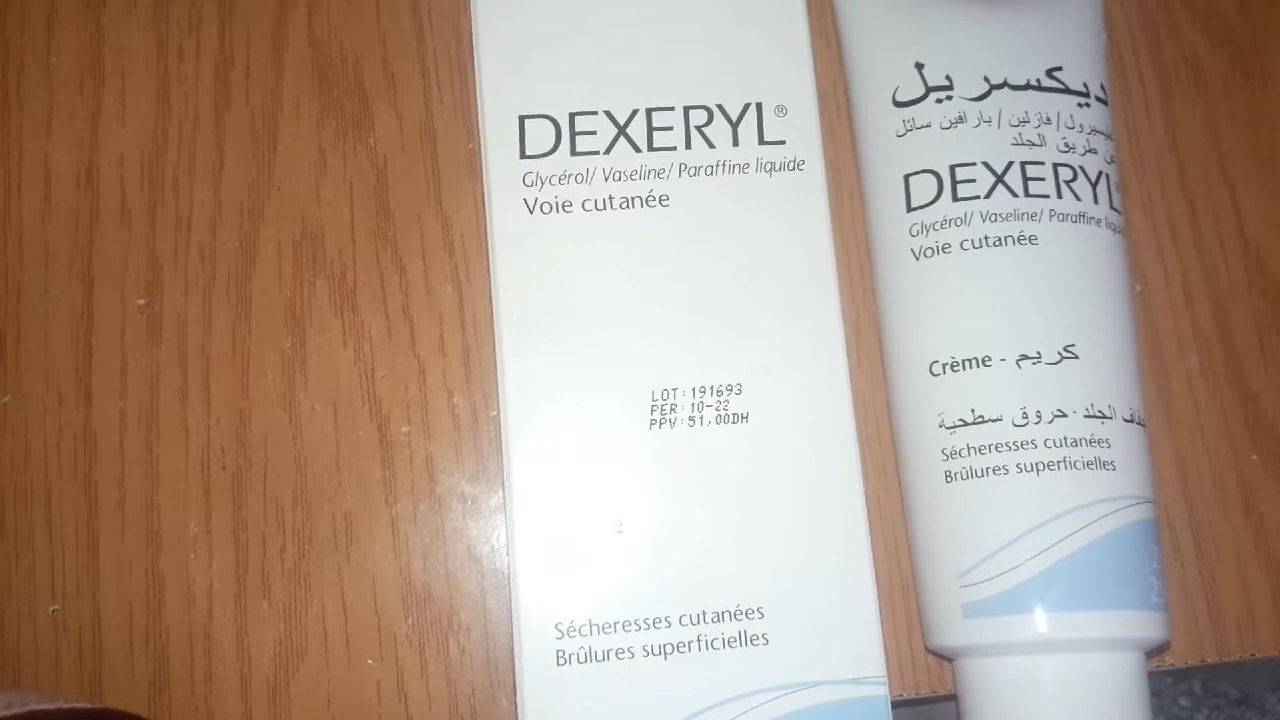 DEXERYL®
Glycérol/ Vaseline/ Paraffine liquide
Voie cutanée
LOT:191693
PER:10-22
PPV:51,00DH
Sécheresses cutanées
Brûlures superficielles
ديكسريل
فازلين / بارافين سائل
طريق الجلد
DEXERYL
Glycérol/ Vaseline/ Paraffine
Voie cutanée
Crème - كريم
الجلد - حروق سطحية
Sécheresses cutanées
Brûlures superficielles